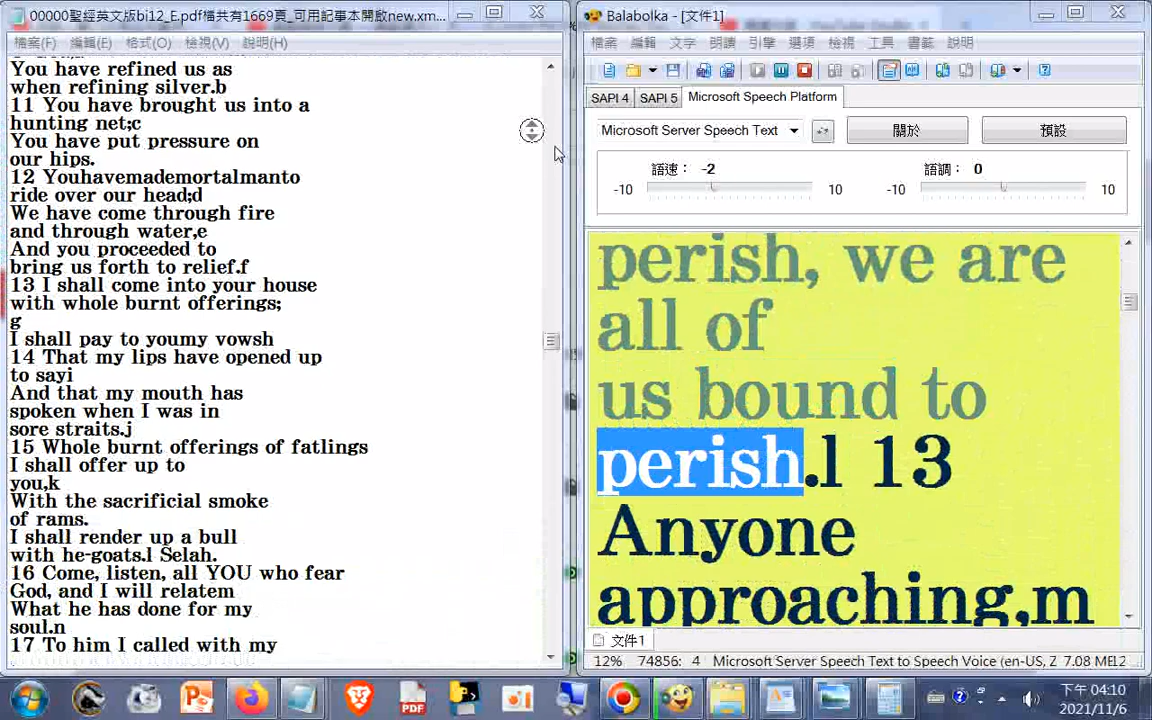 00000聖經英文版bi12_E.pdf檔共有1669頁_可用記事本開啟new.xm...
檔案(F) 編輯(E) 格式(O) 檢視(V) 說明(H)
You have refined us as
when refining silver.b
11 You have brought us into a
hunting net;c
You have put pressure on
our hips.
12 Youhavemademortalmanto
ride over our head;d
We have come through fire
and through water,e
And you proceeded to
bring us forth to relief.f
13 I shall come into your house
with whole burnt offerings;
g
I shall pay to youmy vowsh
14 That my lips have opened up
to sayi
And that my mouth has
spoken when I was in
sore straits.j
15 Whole burnt offerings of fatlings
I shall offer up to
you,k
With the sacrificial smoke
of rams.
I shall render up a bull
with he-goats.l Selah.
16 Come, listen, all YOU who fear
God, and I will relatem
What he has done for my
soul.n
17 To him I called with my
Balabolka - [文件1]
檔案 編輯 文字 朗讀 引擎 選項 檢視 工具 書籤 說明
SAPI 4 SAPI 5 Microsoft Speech Platform
Microsoft Server Speech Text 關於 預設
語速: -2 語調: 0
-10 10 -10 10
perish, we are
all of
us bound to
perish.l 13
Anyone
approaching,m
文件1
12% 74856: 4 Microsoft Server Speech Text to Speech Voice (en-US, Z 7.08 ME12
PDF
下午 04:10
2021/11/6